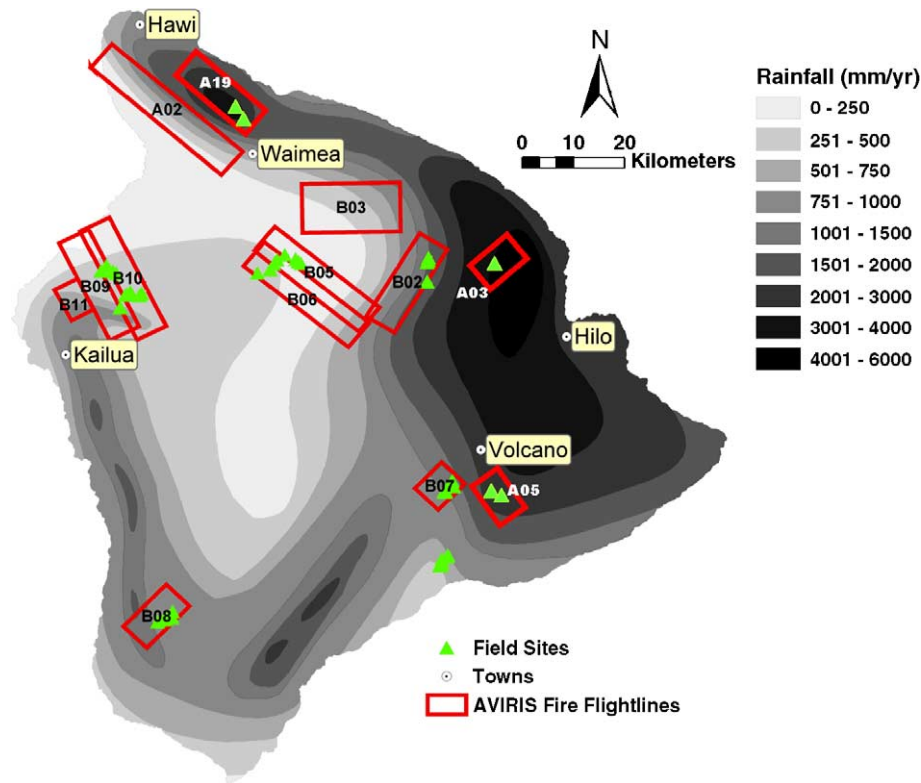 Hawi
A19
A02
Waimea
B03
N
0 10 20
Kilometers
Rainfall (mm/yr)
0 - 250
251 - 500
501 - 750
751 - 1000
1001 - 1500
1501 - 2000
2001 - 3000
3001 - 4000
4001 - 6000
B05
B06
B02
A03
B10
B09
B11
Kailua
Hilo
Volcano
B07
A05
B08
Field Sites
Towns
AVIRIS Fire Flightlines